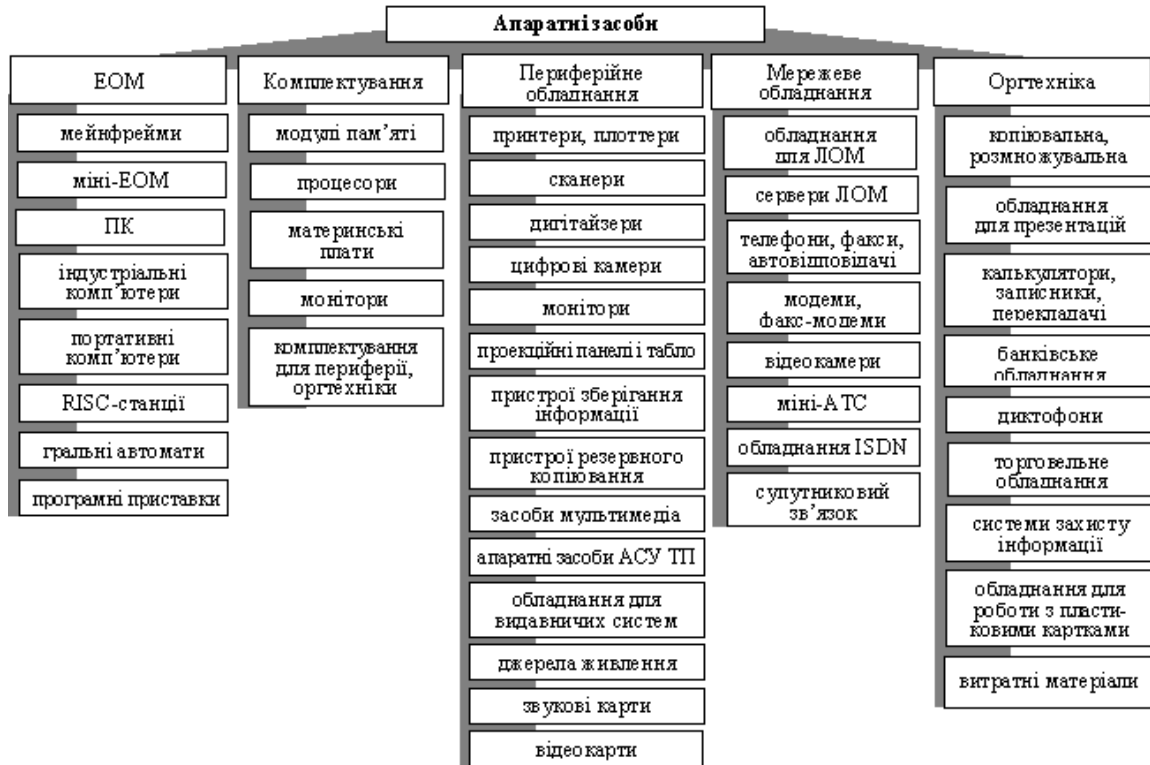 Апаратні засоби
ЕОМ
мейнфрейми
міні-ЕОМ
ПК
індустріальні
комп’ютери
портативні
комп’ютери
RISC-станції
гральні автомати
програмні приставки
Комплектування
модулі пам’яті
процесори
материнські
плати
монітори
комплектування
для периферії,
оргтехніки
Периферійне
обладнання
принтери, плоттери
сканери
дигітайзери
цифрові камери
монітори
проекційні панелі і табло
пристрої зберігання
інформації
пристрої резервного
копіювання
засоби мультимедіа
апаратні засоби АСУ ТП
обладнання для
видавничих систем
джерела живлення
звукові карти
відеокарти
Мережеве
обладнання
обладнання
для ЛОМ
сервери ЛОМ
телефони, факси,
автовідповідачі
модеми,
факс-модеми
відеокамери
міні-АТС
обладнання ISDN
супутниковий
зв’язок
Оргтехніка
копіювальна,
розмножувальна
обладнання
для презентацій
калькулятори,
записники,
перекладачі
банківське
обладнання
диктофони
торговельне
обладнання
системи захисту
інформації
обладнання для
роботи з пласти-
ковими картками
витратні матеріали